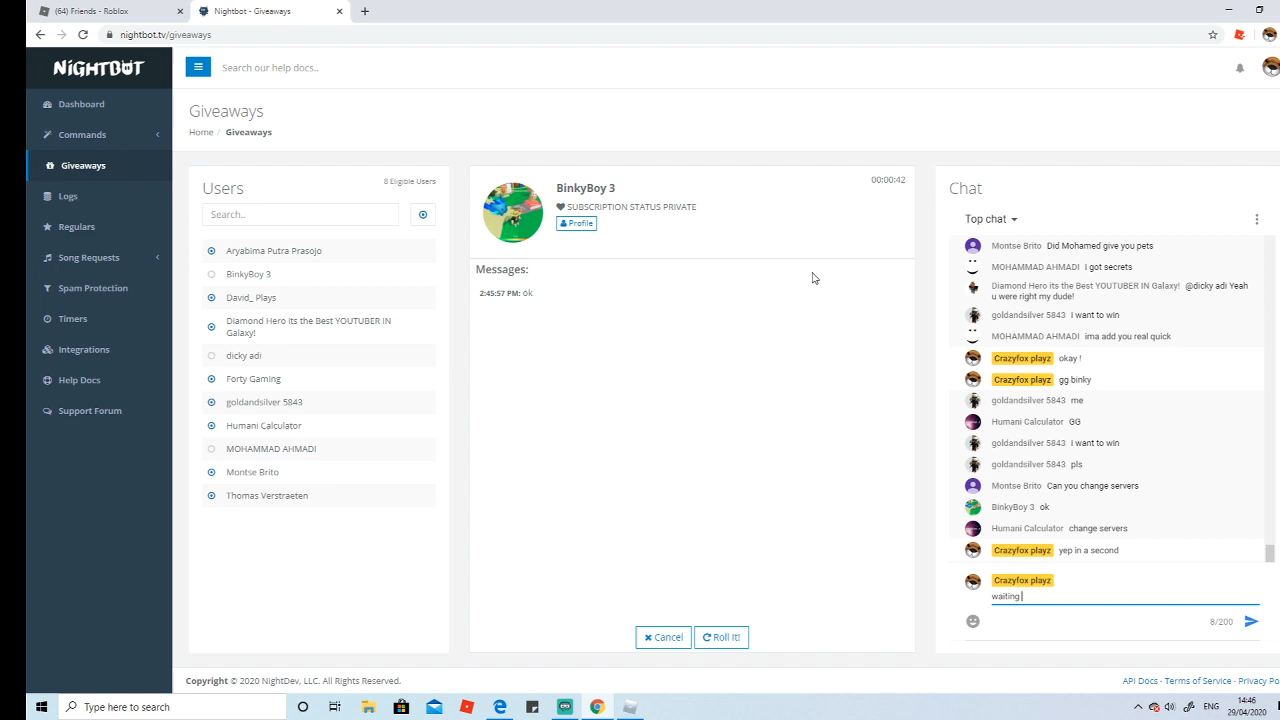 (64) Friends - Roblox
Nightbot - Giveaways
nightbot.tv/giveaways
NIGHTBOT
Search our help docs..
Dashboard
Commands
Giveaways
Logs
Regulars
Song Requests
Spam Protection
Timers
Integrations
Help Docs
Support Forum
Giveaways
Home / Giveaways
Users
8 Eligible Users
Search..
Aryabima Putra Prasojo
BinkyBoy 3
David_ Plays
Diamond Hero Its the Best YOUTUBER IN
Galaxy!
dicky adi
Forty Gaming
goldandsilver 5843
Humani Calculator
MOHAMMAD AHMADI
Montse Brito
Thomas Verstraeten
BinkyBoy 3
00:00:42
SUBSCRIPTION STATUS PRIVATE
Profile
Messages:
2:45:57 PM: ok
Cancel
Roll It!
Chat
Top chat
Montse Brito Did Mohamed give you pets
MOHAMMAD AHMADI I got secrets
Diamond Hero its the Best YOUTUBER IN Galaxy! @dicky adi Yeah
u were right my dude!
goldandsilver 5843 i want to win
MOHAMMAD AHMADI ima add you real quick
Crazyfox playz okay !
Crazyfox playz gg binky
goldandsilver 5843 me
Humani Calculator GG
goldandsilver 5843 i want to win
goldandsilver 5843 pls
Montse Brito Can you change servers
BinkyBoy 3 ok
Humani Calculator change servers
Crazyfox playz yep in a second
Crazyfox playz
waiting
8/200
Copyright © 2020 NightDev, LLC. All Rights Reserved.
API Docs - Terms of Service - Privacy Po
Type here to search
ENG
14:46
29/04/2020